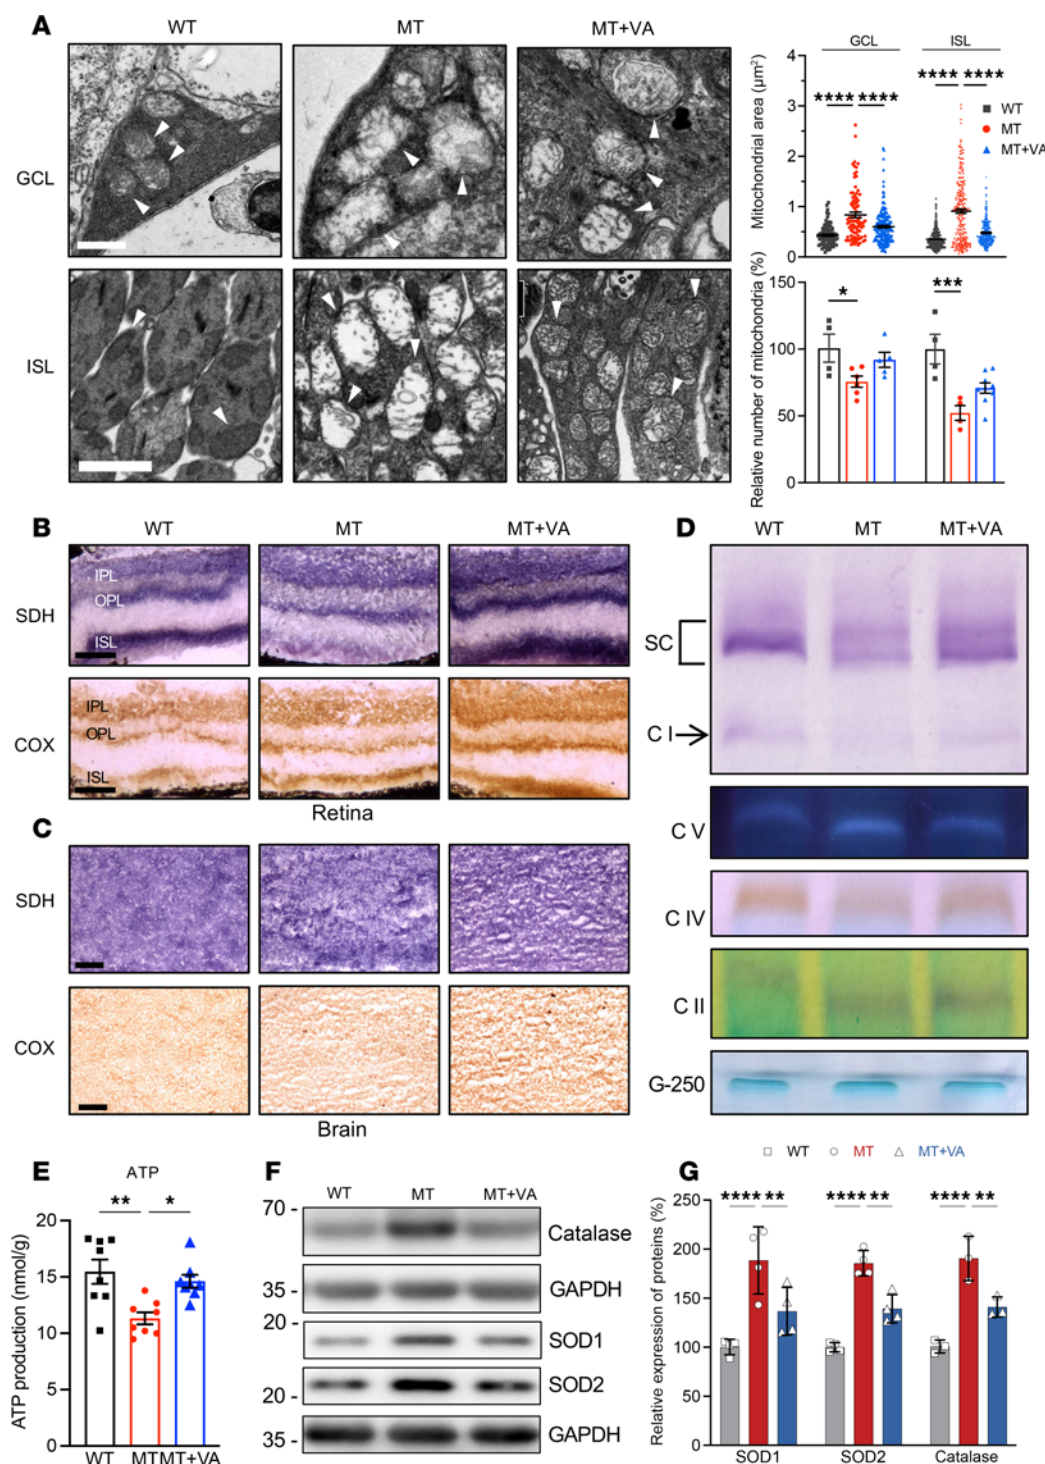 A
WT
MT
MT+VA
GCL
ISL
Mitochondrial area (μm²)
GCL
ISL
5
4
3
2
1
0
**** ****
**** ****
WT
MT
MT+VA
Relative number of mitochondria (%)
150
100
50
0
*
***
B
WT
MT
MT+VA
SDH
IPL
OPL
ISL
COX
IPL
OPL
ISL
Retina
C
SDH
COX
Brain
D
WT
MT
MT+VA
SC
C I
C V
C IV
C II
G-250
E
ATP
** *
ATP production (nmol/g)
20
15
10
5
0
WT MT MT+VA
F
WT
MT
MT+VA
70 -
Catalase
35 -
GAPDH
20 -
SOD1
20 -
SOD2
35 -
GAPDH
G
WT MT MT+VA
Relative expression of proteins (%)
250
200
150
100
50
0
**** ** **** ** **** **
SOD1 SOD2 Catalase